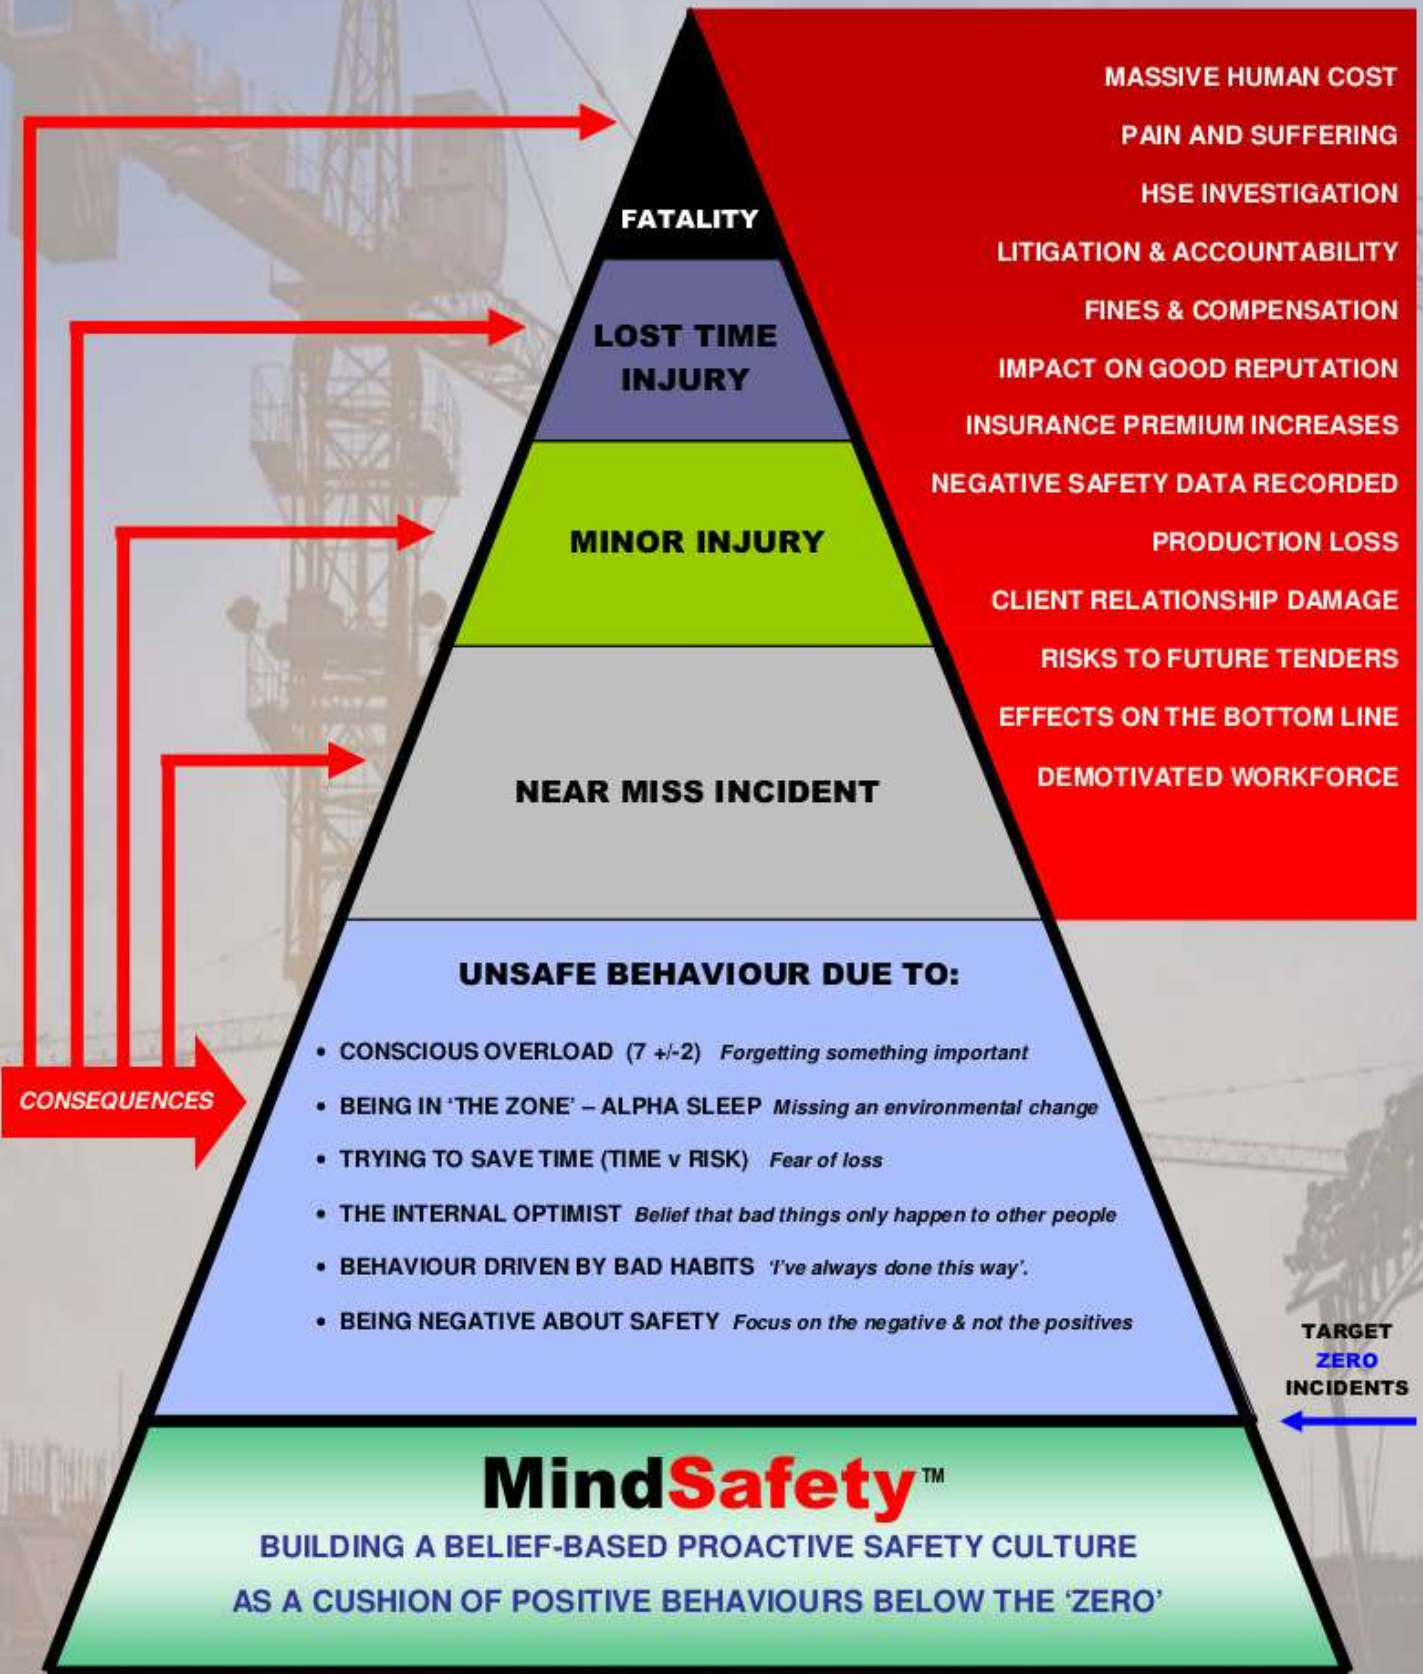 MASSIVE HUMAN COST
PAIN AND SUFFERING
HSE INVESTIGATION
LITIGATION & ACCOUNTABILITY
FINES & COMPENSATION
IMPACT ON GOOD REPUTATION
INSURANCE PREMIUM INCREASES
NEGATIVE SAFETY DATA RECORDED
PRODUCTION LOSS
CLIENT RELATIONSHIP DAMAGE
RISKS TO FUTURE TENDERS
EFFECTS ON THE BOTTOM LINE
DEMOTIVATED WORKFORCE
FATALITY
LOST TIME
INJURY
MINOR INJURY
NEAR MISS INCIDENT
UNSAFE BEHAVIOUR DUE TO:
• CONSCIOUS OVERLOAD (7 +/-2) Forgetting something important
• BEING IN ‘THE ZONE’ – ALPHA SLEEP Missing an environmental change
• TRYING TO SAVE TIME (TIME v RISK) Fear of loss
• THE INTERNAL OPTIMIST Belief that bad things only happen to other people
• BEHAVIOUR DRIVEN BY BAD HABITS ‘I’ve always done this way’.
• BEING NEGATIVE ABOUT SAFETY Focus on the negative & not the positives
CONSEQUENCES
TARGET
ZERO
INCIDENTS
MindSafety™
BUILDING A BELIEF-BASED PROACTIVE SAFETY CULTURE
AS A CUSHION OF POSITIVE BEHAVIOURS BELOW THE ‘ZERO’